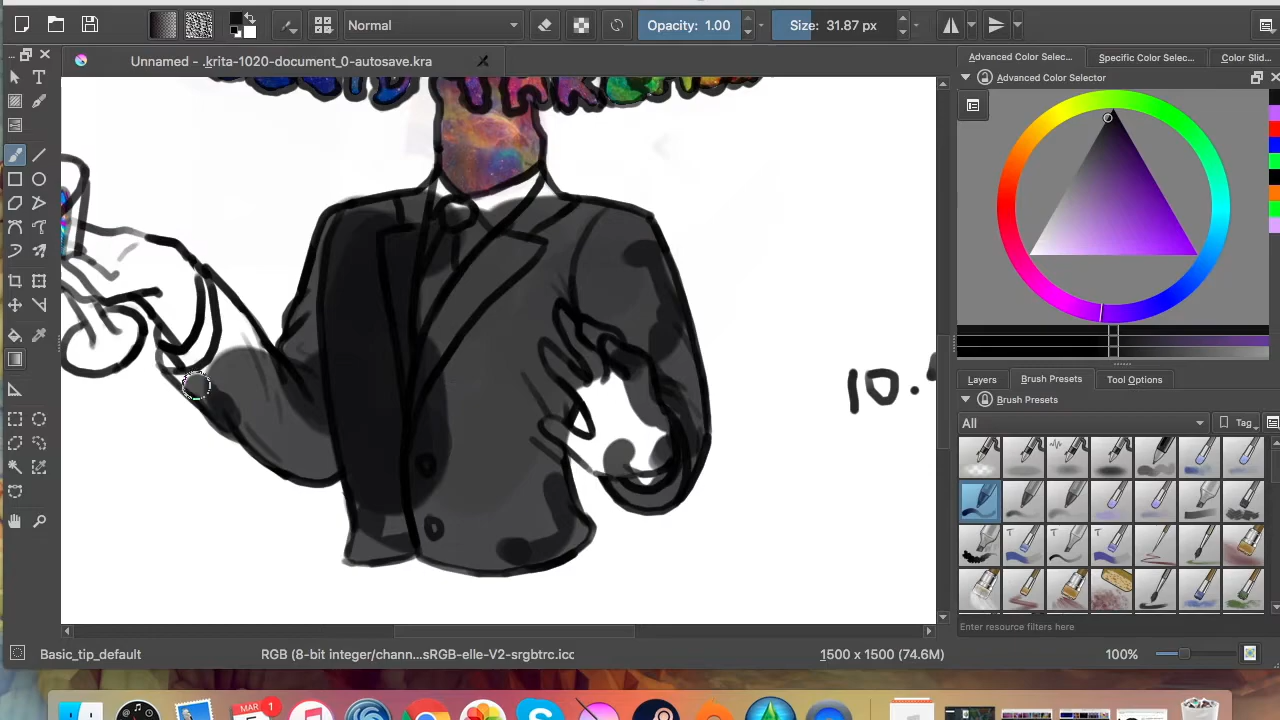 Normal
Opacity: 1.00
Size: 31.87 px
Unnamed - .krita-1020-document_0-autosave.kra
Advanced Color Selec...
Specific Color Selec...
Color Slid...
Advanced Color Selector
10.
Layers
Brush Presets
Tool Options
Brush Presets
All
Tag
T
T
T
Enter resource filters here
Basic_tip_default
RGB (8-bit integer/chann...sRGB-elle-V2-srgbtrc.icc
1500 x 1500 (74.6M)
100%
MAR
1